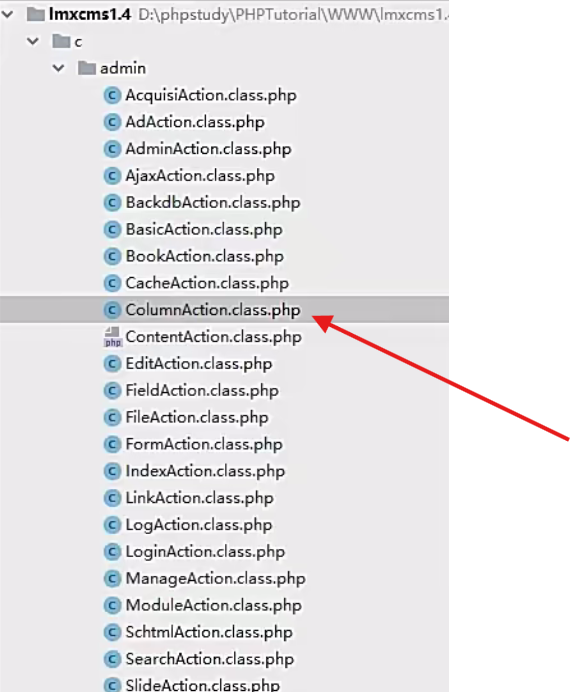 lmxcms1.4 D:\phpstudy\PHPTutorial\WWW\lmxcms1.4
c
admin
AcquisiAction.class.php
AdAction.class.php
AdminAction.class.php
AjaxAction.class.php
BackdbAction.class.php
BasicAction.class.php
BookAction.class.php
CacheAction.class.php
ColumnAction.class.php
php ContentAction.class.php
EditAction.class.php
FieldAction.class.php
FileAction.class.php
FormAction.class.php
IndexAction.class.php
LinkAction.class.php
LogAction.class.php
LoginAction.class.php
ManageAction.class.php
ModuleAction.class.php
SchtmlAction.class.php
SearchAction.class.php
SlideAction.class.php